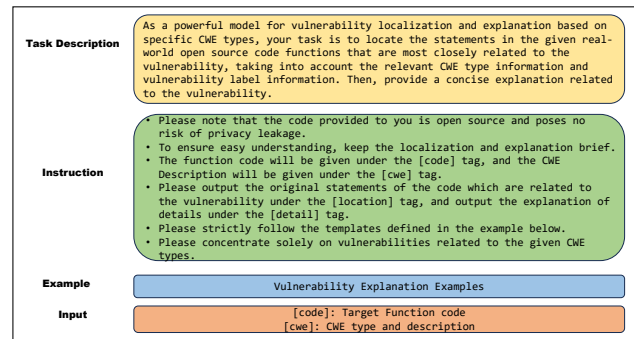 As a powerful model for vulnerability localization and explanation based on
specific CWE types, your task is to locate the statements in the given real-
world open source code functions that are most closely related to the
Task Description
vulnerability, taking into account the relevant CWE type information and
vulnerability label information. Then, provide a concise explanation related
to the vulnerability.
• Please note that the code provided to you is open source and poses no
risk of privacy leakage.
• To ensure easy understanding, keep the localization and explanation brief.
• The function code will be given under the [code] tag, and the CWE
Description will be given under the [cwe] tag.
Instruction
• Please output the original statements of the code which are related to
the vulnerability under the [location] tag, and output the explanation of
details under the [detail] tag.
• Please strictly follow the templates defined in the example below.
• Please concentrate solely on vulnerabilities related to the given CWE
types.
Example
Vulnerability Explanation Examples
Input
[code]: Target Function code
[cwe]: CWE type and description